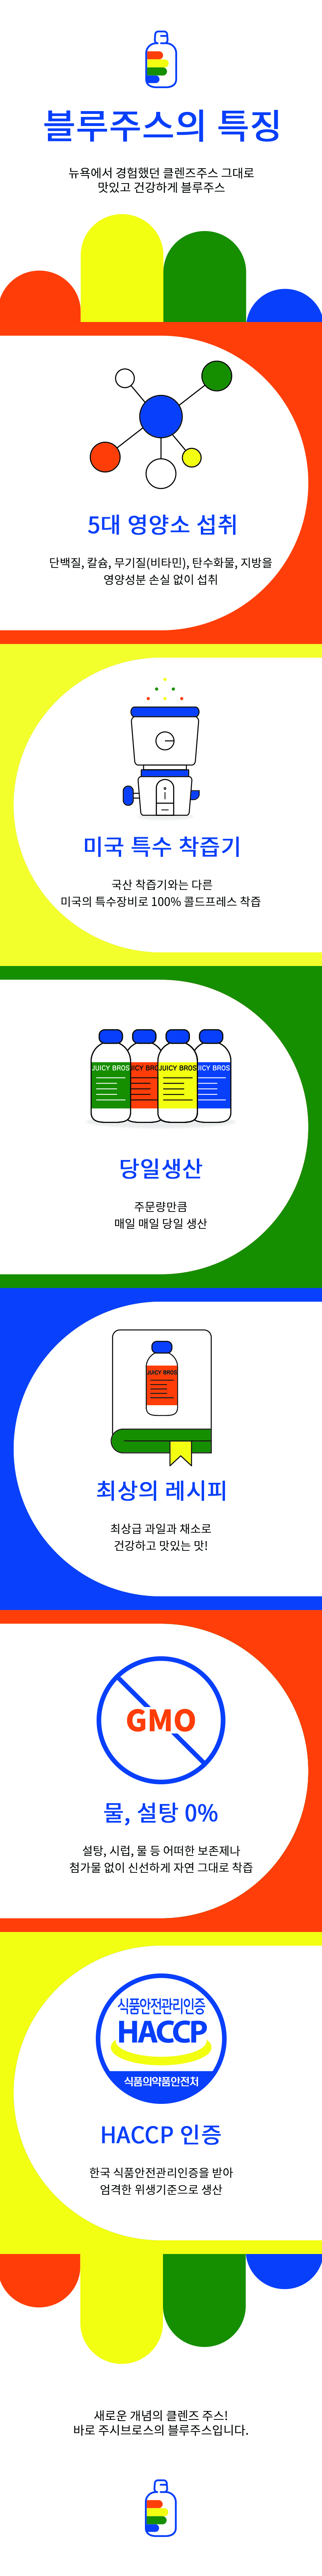 블루주스의 특징
뉴욕에서 경험했던 클렌즈주스 그대로
맛있고 건강하게 블루주스
5대 영양소 섭취
단백질, 칼슘, 무기질(비타민), 탄수화물, 지방을
영양성분 손실 없이 섭취
미국 특수 착즙기
국산 착즙기와는 다른
미국의 특수장비로 100% 콜드프레스 착즙
JUICY BROS JUICY BROS JUICY BROS JUICY BROS
당일생산
주문량만큼
매일 매일 당일 생산
JUICY BROS
최상의 레시피
최상급 과일과 채소로
건강하고 맛있는 맛!
GMO
물, 설탕 0%
설탕, 시럽, 물 등 어떠한 보존제나
첨가물 없이 신선하게 자연 그대로 착즙
식품안전관리인증
HACCP
식품의약품안전처
HACCP 인증
한국 식품안전관리인증을 받아
엄격한 위생기준으로 생산
새로운 개념의 클렌즈 주스!
바로 주시브로스의 블루주스입니다.